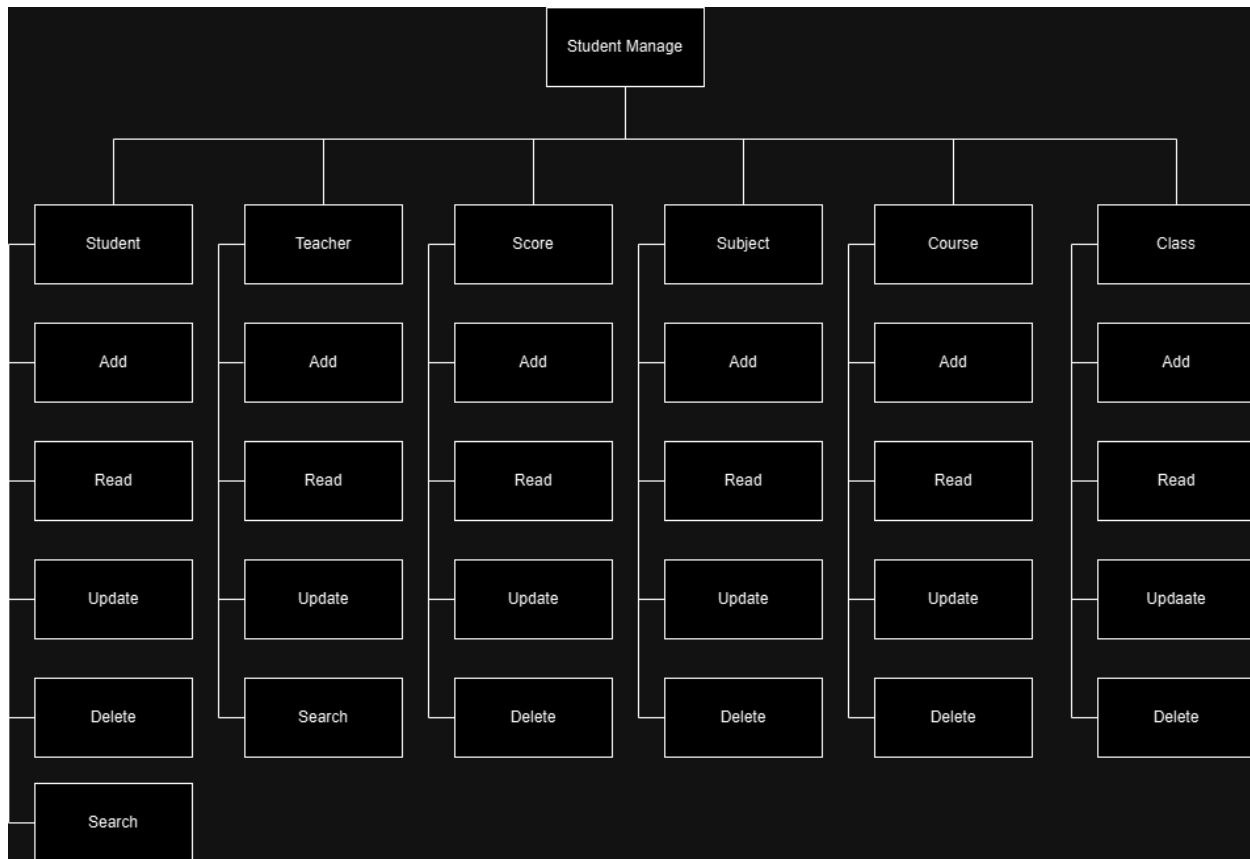 Student Manage
Student
Teacher
Score
Subject
Course
Class
Add
Add
Add
Add
Add
Add
Read
Read
Read
Read
Read
Read
Update
Update
Update
Update
Update
Updaate
Delete
Search
Delete
Delete
Delete
Delete
Search